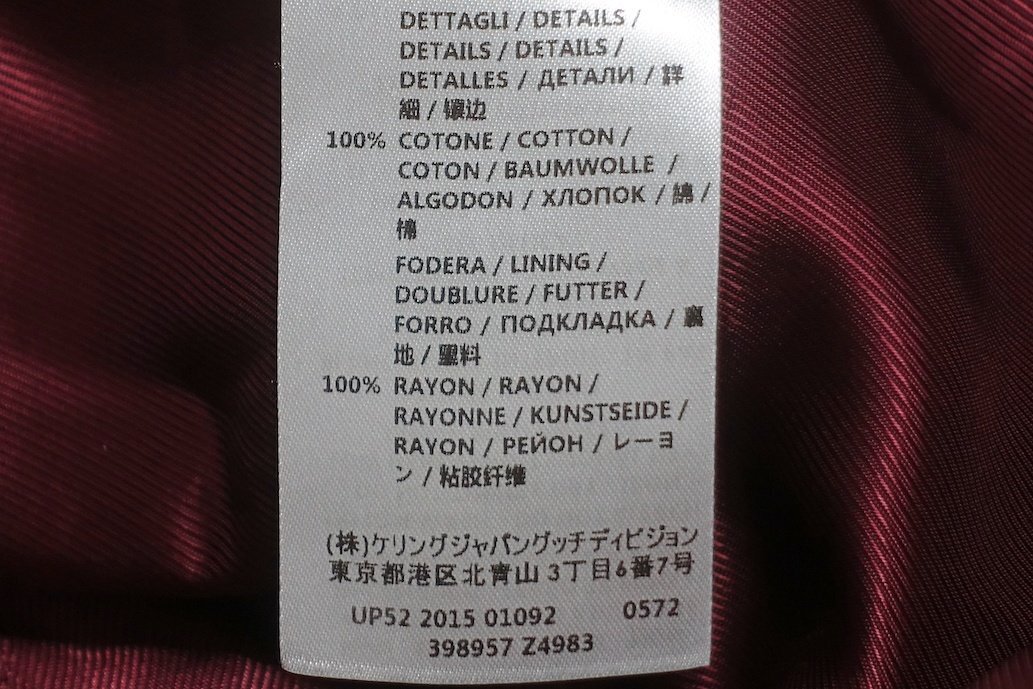 DETTAGLI / DETAILS /
DETAILS / DETAILS /
DETALLES / ДЕТАЛИ / 詳
細 / 镶边
100% COTONE / COTTON /
COTON / BAUMWOLLE /
ALGODON / ХЛОПОК / 綿 /
棉
FODERA / LINING /
DOUBLURE / FUTTER /
FORRO / ПОДКЛАДКА / 裏
地 / 里料
100% RAYON / RAYON /
RAYONNE / KUNSTSEIDE /
RAYON / РЕЙОН / レーヨ
ン / 粘胶纤维
(株)ケリングジャパングッチディビジョン
東京都港区北青山 3丁目6番7号
UP52 2015 01092 0572
398957 Z4983